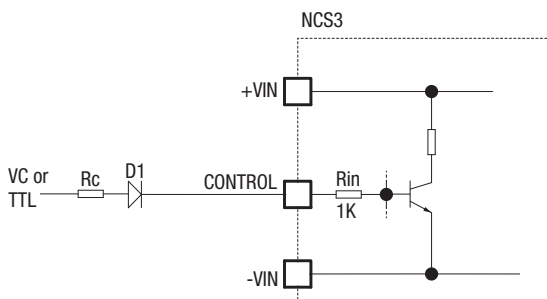 NCS3
+VIN
VC or
TTL
Rc
D1
CONTROL
Rin
1K
-VIN